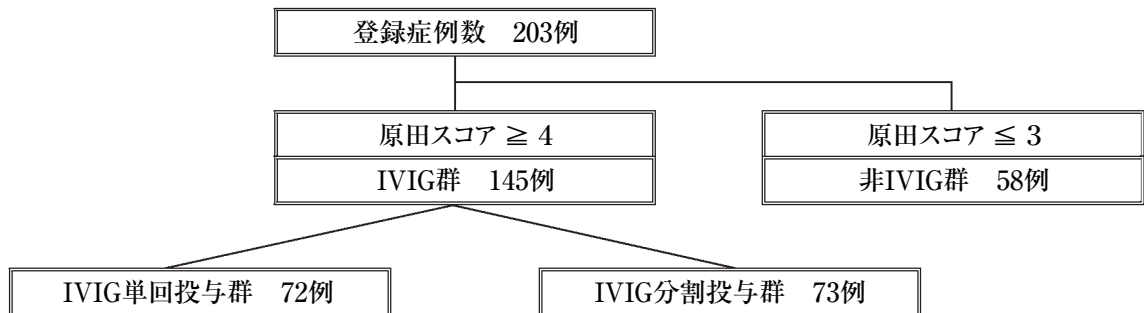 登録症例数　203例
原田スコア ≧ 4
IVIG群　145例
原田スコア ≦ 3
非IVIG群　58例
IVIG単回投与群　72例
IVIG分割投与群　73例